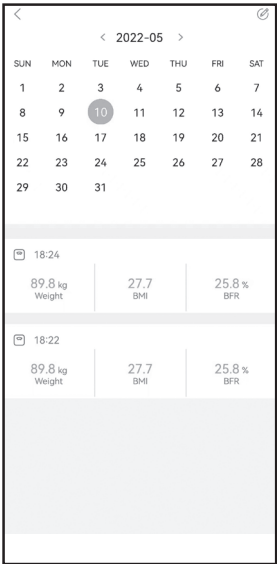 < 2022-05 >
SUN MON TUE WED THU FRI SAT
1 2 3 4 5 6 7
8 9 10 11 12 13 14
15 16 17 18 19 20 21
22 23 24 25 26 27 28
29 30 31
18:24
89.8 kg 27.7 25.8 %
Weight BMI BFR
18:22
89.8 kg 27.7 25.8 %
Weight BMI BFR